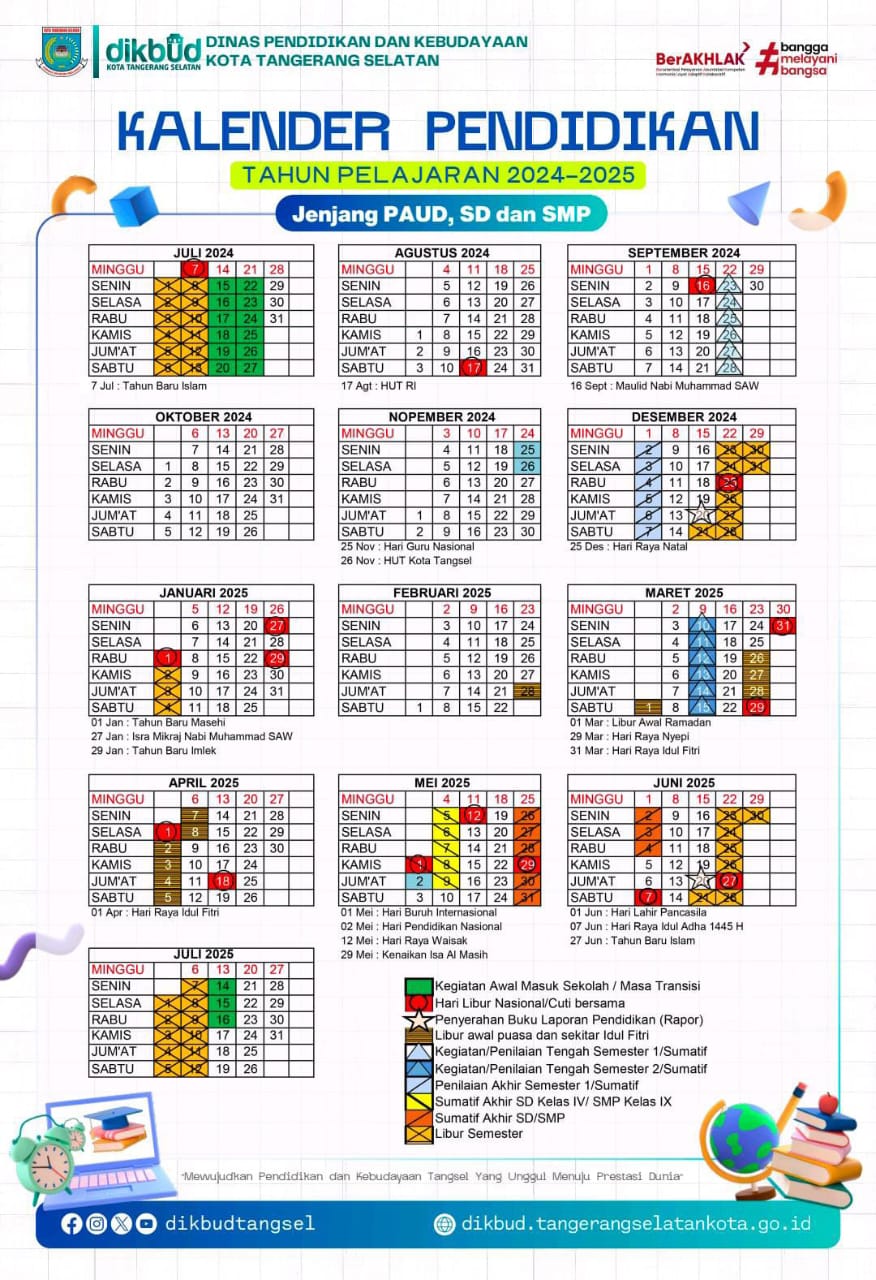 dikbud
KOTA TANGERANG SELATAN
DINAS PENDIDIKAN DAN KEBUDAYAAN
KOTA TANGERANG SELATAN
BerAKHLAK
#bangga
melayani
bangsa
KALENDER PENDIDIKAN
TAHUN PELAJARAN 2024-2025
Jenjang PAUD, SD dan SMP
JULI 2024
MINGGU 7 14 21 28
SENIN 1 8 15 22 29
SELASA 2 9 16 23 30
RABU 3 10 17 24 31
KAMIS 4 11 18 25
JUM'AT 5 12 19 26
SABTU 6 13 20 27
7 Jul : Tahun Baru Islam
AGUSTUS 2024
4 11 18 25
5 12 19 26
6 13 20 27
7 14 21 28
1 8 15 22 29
2 9 16 23 30
3 10 17 24 31
17 Agt : HUT RI
SEPTEMBER 2024
MINGGU 1 8 15 22 29
SENIN 2 9 16 23 30
SELASA 3 10 17 24
RABU 4 11 18 25
KAMIS 5 12 19 26
JUM'AT 6 13 20 27
SABTU 7 14 21 28
16 Sept : Maulid Nabi Muhammad SAW
OKTOBER 2024
MINGGU 6 13 20 27
SENIN 7 14 21 28
SELASA 1 8 15 22 29
RABU 2 9 16 23 30
KAMIS 3 10 17 24 31
JUM'AT 4 11 18 25
SABTU 5 12 19 26
NOPEMBER 2024
MINGGU 3 10 17 24
SENIN 4 11 18 25
SELASA 5 12 19 26
RABU 6 13 20 27
KAMIS 7 14 21 28
JUM'AT 1 8 15 22 29
SABTU 2 9 16 23 30
25 Nov : Hari Guru Nasional
26 Nov : HUT Kota Tangsel
DESEMBER 2024
MINGGU 1 8 15 22 29
SENIN 2 9 16 23 30
SELASA 3 10 17 24 31
RABU 4 11 18 25
KAMIS 5 12 19 26
JUM'AT 6 13 20 27
SABTU 7 14 21 28
25 Des : Hari Raya Natal
JANUARI 2025
MINGGU 5 12 19 26
SENIN 6 13 20 27
SELASA 7 14 21 28
RABU 1 8 15 22 29
KAMIS 2 9 16 23 30
JUM'AT 3 10 17 24 31
SABTU 4 11 18 25
01 Jan : Tahun Baru Masehi
27 Jan : Isra Mikraj Nabi Muhammad SAW
29 Jan : Tahun Baru Imlek
FEBRUARI 2025
MINGGU 2 9 16 23
SENIN 3 10 17 24
SELASA 4 11 18 25
RABU 5 12 19 26
KAMIS 6 13 20 27
JUM'AT 7 14 21 28
SABTU 1 8 15 22
MARET 2025
MINGGU 2 9 16 23 30
SENIN 3 10 17 24 31
SELASA 4 11 18 25
RABU 5 12 19 26
KAMIS 6 13 20 27
JUM'AT 7 14 21 28
SABTU 1 8 15 22 29
01 Mar : Libur Awal Ramadan
29 Mar : Hari Raya Nyepi
31 Mar : Hari Raya Idul Fitri
APRIL 2025
MINGGU 6 13 20 27
SENIN 7 14 21 28
SELASA 1 8 15 22 29
RABU 2 9 16 23 30
KAMIS 3 10 17 24
JUM'AT 4 11 18 25
SABTU 5 12 19 26
01 Apr : Hari Raya Idul Fitri
MEI 2025
MINGGU 4 11 18 25
SENIN 5 12 19 26
SELASA 6 13 20 27
RABU 7 14 21 28
KAMIS 1 8 15 22 29
JUM'AT 2 9 16 23 30
SABTU 3 10 17 24 31
01 Mei : Hari Buruh Internasional
02 Mei : Hari Pendidikan Nasional
12 Mei : Hari Raya Waisak
29 Mei : Kenaikan Isa Al Masih
JUNI 2025
MINGGU 1 8 15 22 29
SENIN 2 9 16 23 30
SELASA 3 10 17 24
RABU 4 11 18 25
KAMIS 5 12 19 26
JUM'AT 6 13 20 27
SABTU 7 14 21 28
01 Jun : Hari Lahir Pancasila
07 Jun : Hari Raya Idul Adha 1445 H
27 Jun : Tahun Baru Islam
JULI 2025
MINGGU 6 13 20 27
SENIN 7 14 21 28
SELASA 1 8 15 22 29
RABU 2 9 16 23 30
KAMIS 3 10 17 24 31
JUM'AT 4 11 18 25
SABTU 5 12 19 26
Kegiatan Awal Masuk Sekolah / Masa Transisi
Hari Libur Nasional/Cuti bersama
Penyerahan Buku Laporan Pendidikan (Rapor)
Libur awal puasa dan sekitar Idul Fitri
Kegiatan/Penilaian Tengah Semester 1/Sumatif
Kegiatan/Penilaian Tengah Semester 2/Sumatif
Penilaian Akhir Semester 1/Sumatif
Sumatif Akhir SD Kelas IV/ SMP Kelas IX
Sumatif Akhir SD/SMP
Libur Semester
"Mewujudkan Pendidikan dan Kebudayaan Tangsel Yang Unggul Menuju Prestasi Dunia"
dikbudtangsel
dikbud.tangerangselatankota.go.id